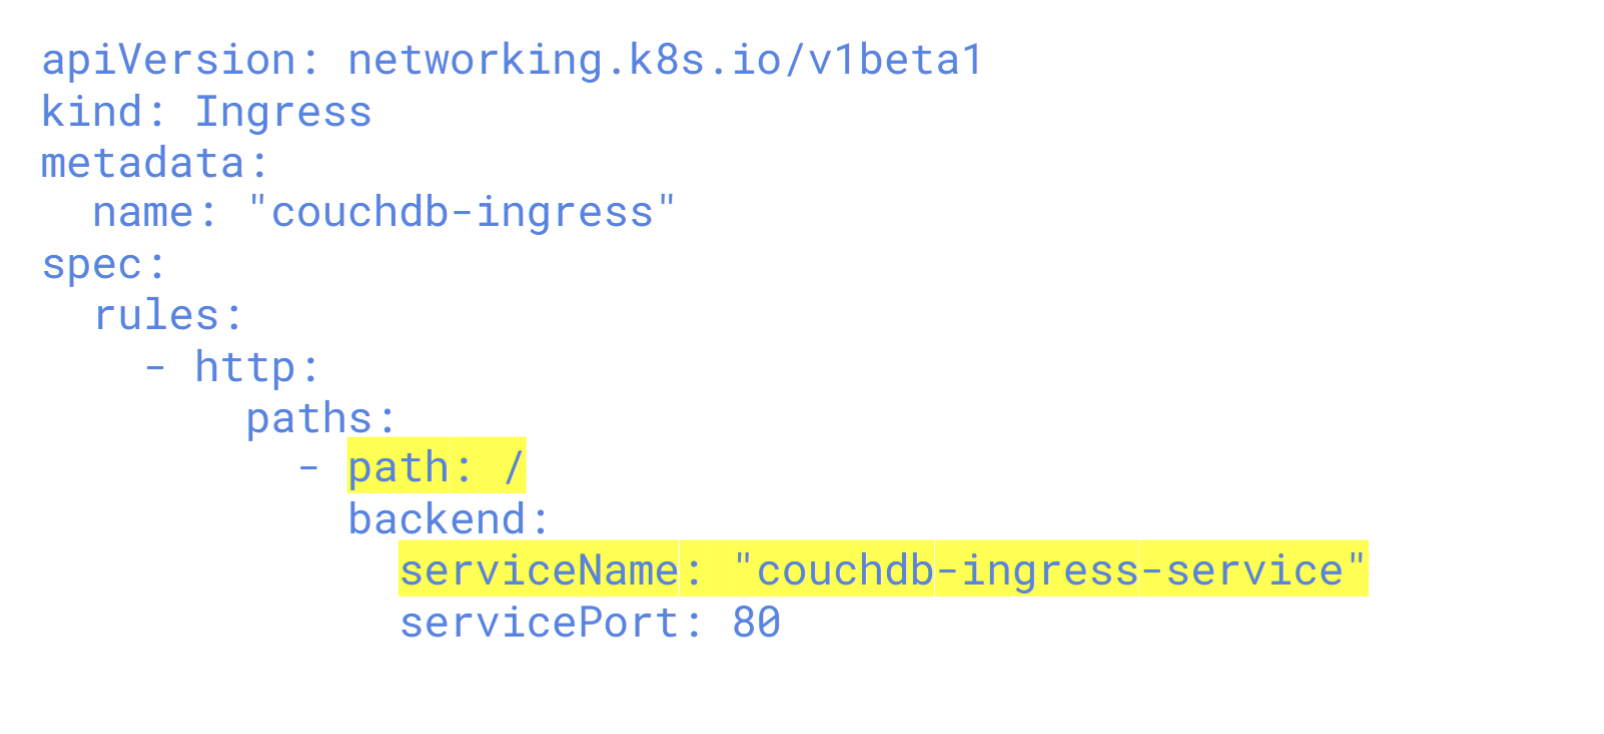 apiVersion: networking.k8s.io/v1beta1
kind: Ingress
metadata:
  name: "couchdb-ingress"
spec:
  rules:
    - http:
        paths:
          - path: /
            backend:
              serviceName: "couchdb-ingress-service"
              servicePort: 80